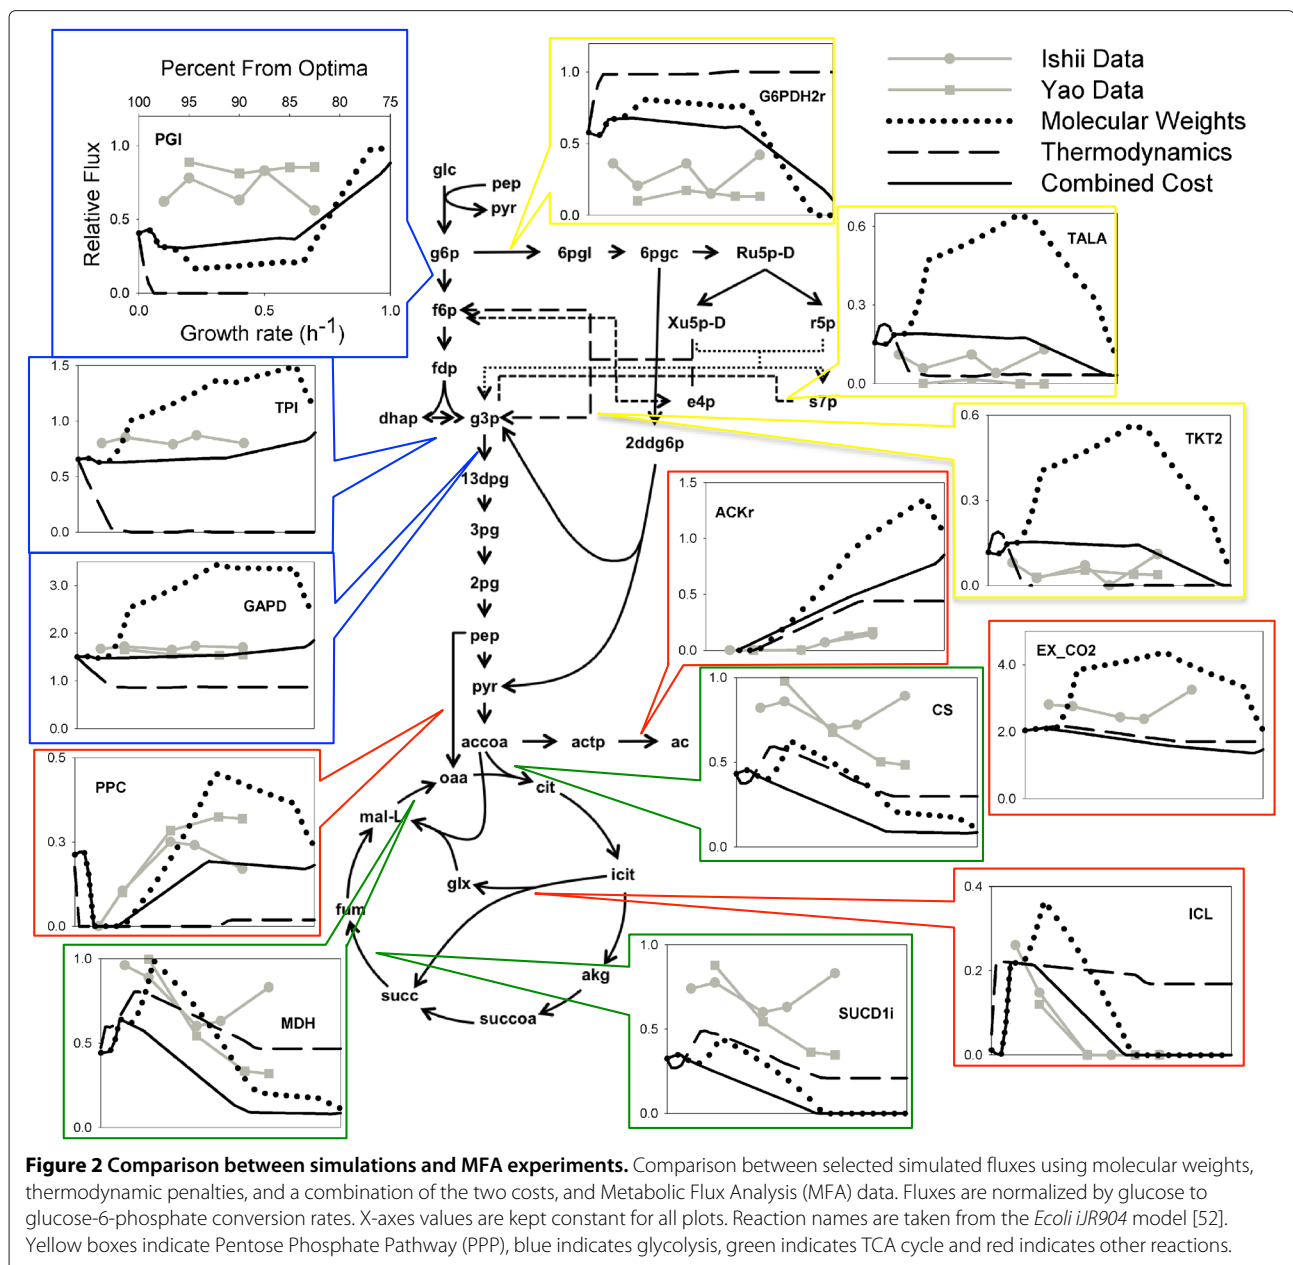 Percent From Optima
100 95 90 85 80 75
PGI
1.0
0.5
0.0
Relative Flux
0.0 0.5 1.0
Growth rate (h-1)
1.0
G6PDH2r
0.5
0.0
Ishii Data
Yao Data
Molecular Weights
Thermodynamics
Combined Cost
glc
pep
pyr
g6p
6pgl
6pgc
Ru5p-D
f6p
Xu5p-D
r5p
fdp
e4p
s7p
dhap
g3p
2ddg6p
13dpg
3pg
2pg
pep
pyr
accoa
actp
ac
oaa
cit
mal-L
glx
icit
fum
akg
succ
succoa
0.6
TALA
0.3
0.0
1.5
TPI
1.0
0.5
0.0
0.6
TKT2
0.3
0.0
1.5
ACKr
1.0
0.5
0.0
3.0
GAPD
2.0
1.0
0.0
EX_CO2
4.0
2.0
0.0
1.0
CS
0.5
0.0
0.5
PPC
0.3
0.0
0.4
ICL
0.2
0.0
1.0
MDH
0.5
0.0
1.0
SUCD1i
0.5
0.0
Figure 2 Comparison between simulations and MFA experiments. Comparison between selected simulated fluxes using molecular weights,
thermodynamic penalties, and a combination of the two costs, and Metabolic Flux Analysis (MFA) data. Fluxes are normalized by glucose to
glucose-6-phosphate conversion rates. X-axes values are kept constant for all plots. Reaction names are taken from the Ecoli iJR904 model [52].
Yellow boxes indicate Pentose Phosphate Pathway (PPP), blue indicates glycolysis, green indicates TCA cycle and red indicates other reactions.